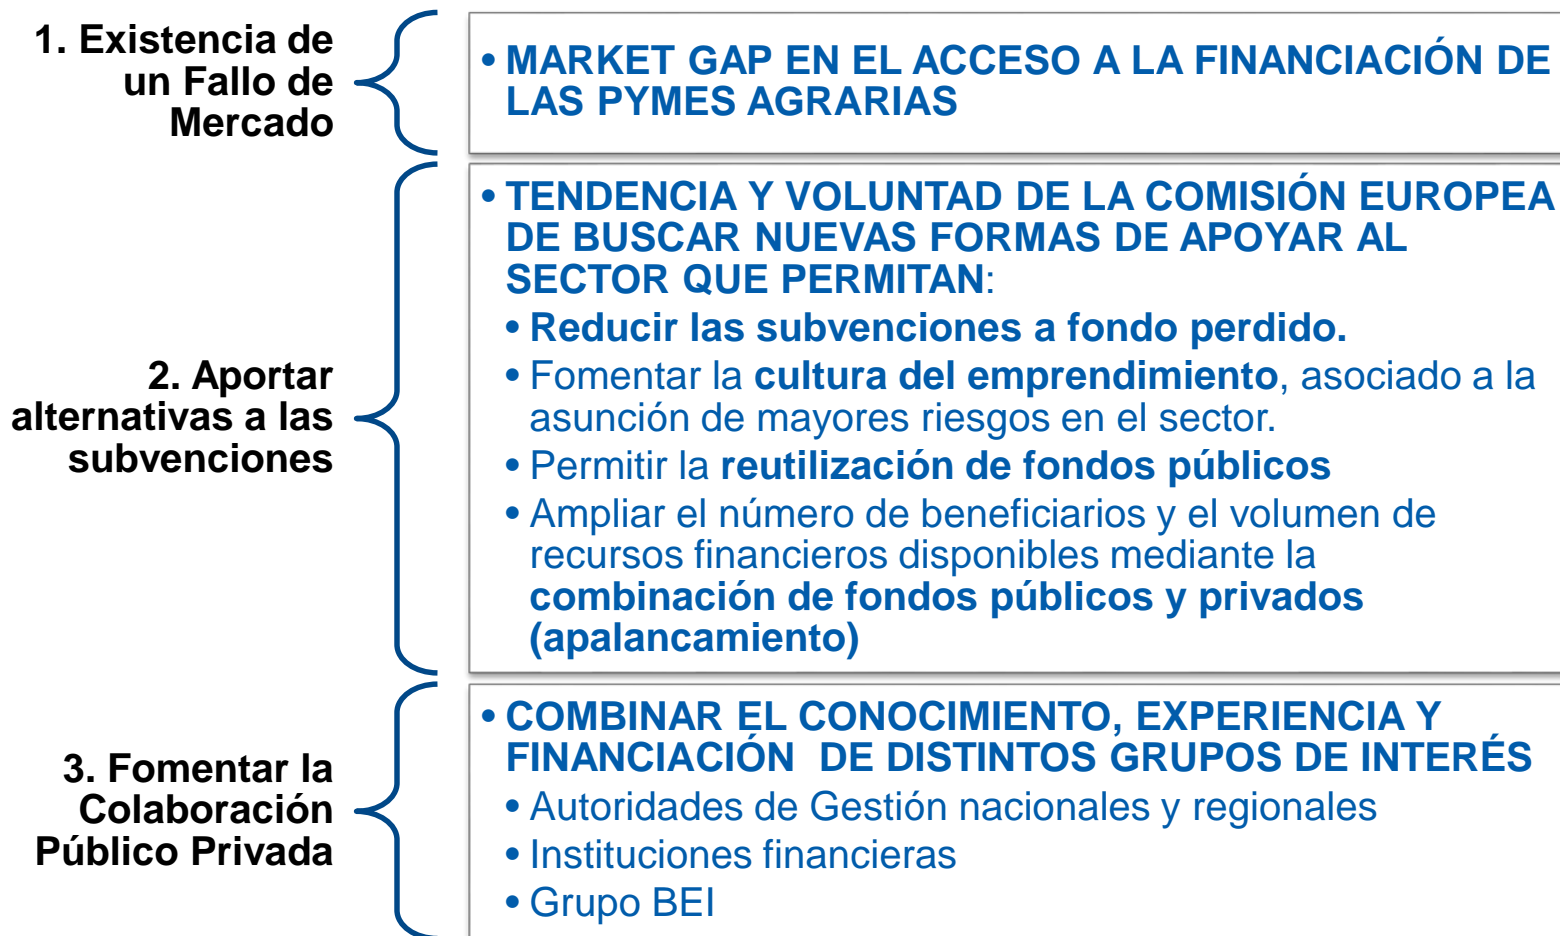 1. Existencia de
un Fallo de
Mercado
• MARKET GAP EN EL ACCESO A LA FINANCIACIÓN DE
LAS PYMES AGRARIAS
2. Aportar
alternativas a las
subvenciones
• TENDENCIA Y VOLUNTAD DE LA COMISIÓN EUROPEA
DE BUSCAR NUEVAS FORMAS DE APOYAR AL
SECTOR QUE PERMITAN:
• Reducir las subvenciones a fondo perdido.
• Fomentar la cultura del emprendimiento, asociado a la
asunción de mayores riesgos en el sector.
• Permitir la reutilización de fondos públicos
• Ampliar el número de beneficiarios y el volumen de
recursos financieros disponibles mediante la
combinación de fondos públicos y privados
(apalancamiento)
3. Fomentar la
Colaboración
Público Privada
• COMBINAR EL CONOCIMIENTO, EXPERIENCIA Y
FINANCIACIÓN DE DISTINTOS GRUPOS DE INTERÉS
• Autoridades de Gestión nacionales y regionales
• Instituciones financieras
• Grupo BEI